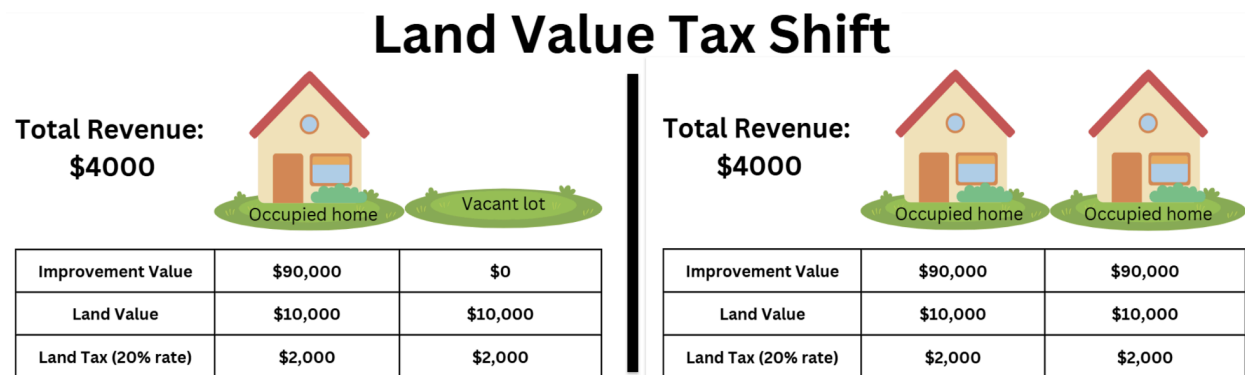 Land Value Tax Shift
Total Revenue:
$4000
Occupied home
Vacant lot
Improvement Value $90,000 $0
Land Value $10,000 $10,000
Land Tax (20% rate) $2,000 $2,000
Total Revenue:
$4000
Occupied home
Occupied home
Improvement Value $90,000 $90,000
Land Value $10,000 $10,000
Land Tax (20% rate) $2,000 $2,000